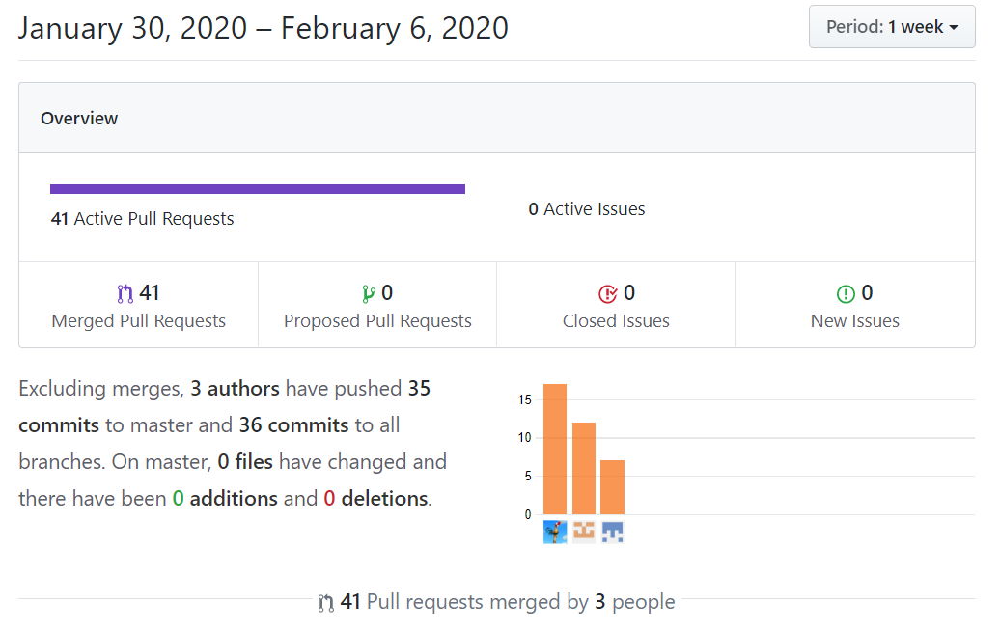 January 30, 2020 – February 6, 2020
Period: 1 week
Overview
41 Active Pull Requests
0 Active Issues
41
Merged Pull Requests
0
Proposed Pull Requests
0
Closed Issues
0
New Issues
Excluding merges, 3 authors have pushed 35
commits to master and 36 commits to all
branches. On master, 0 files have changed and
there have been 0 additions and 0 deletions.
15
10
5
0
41 Pull requests merged by 3 people